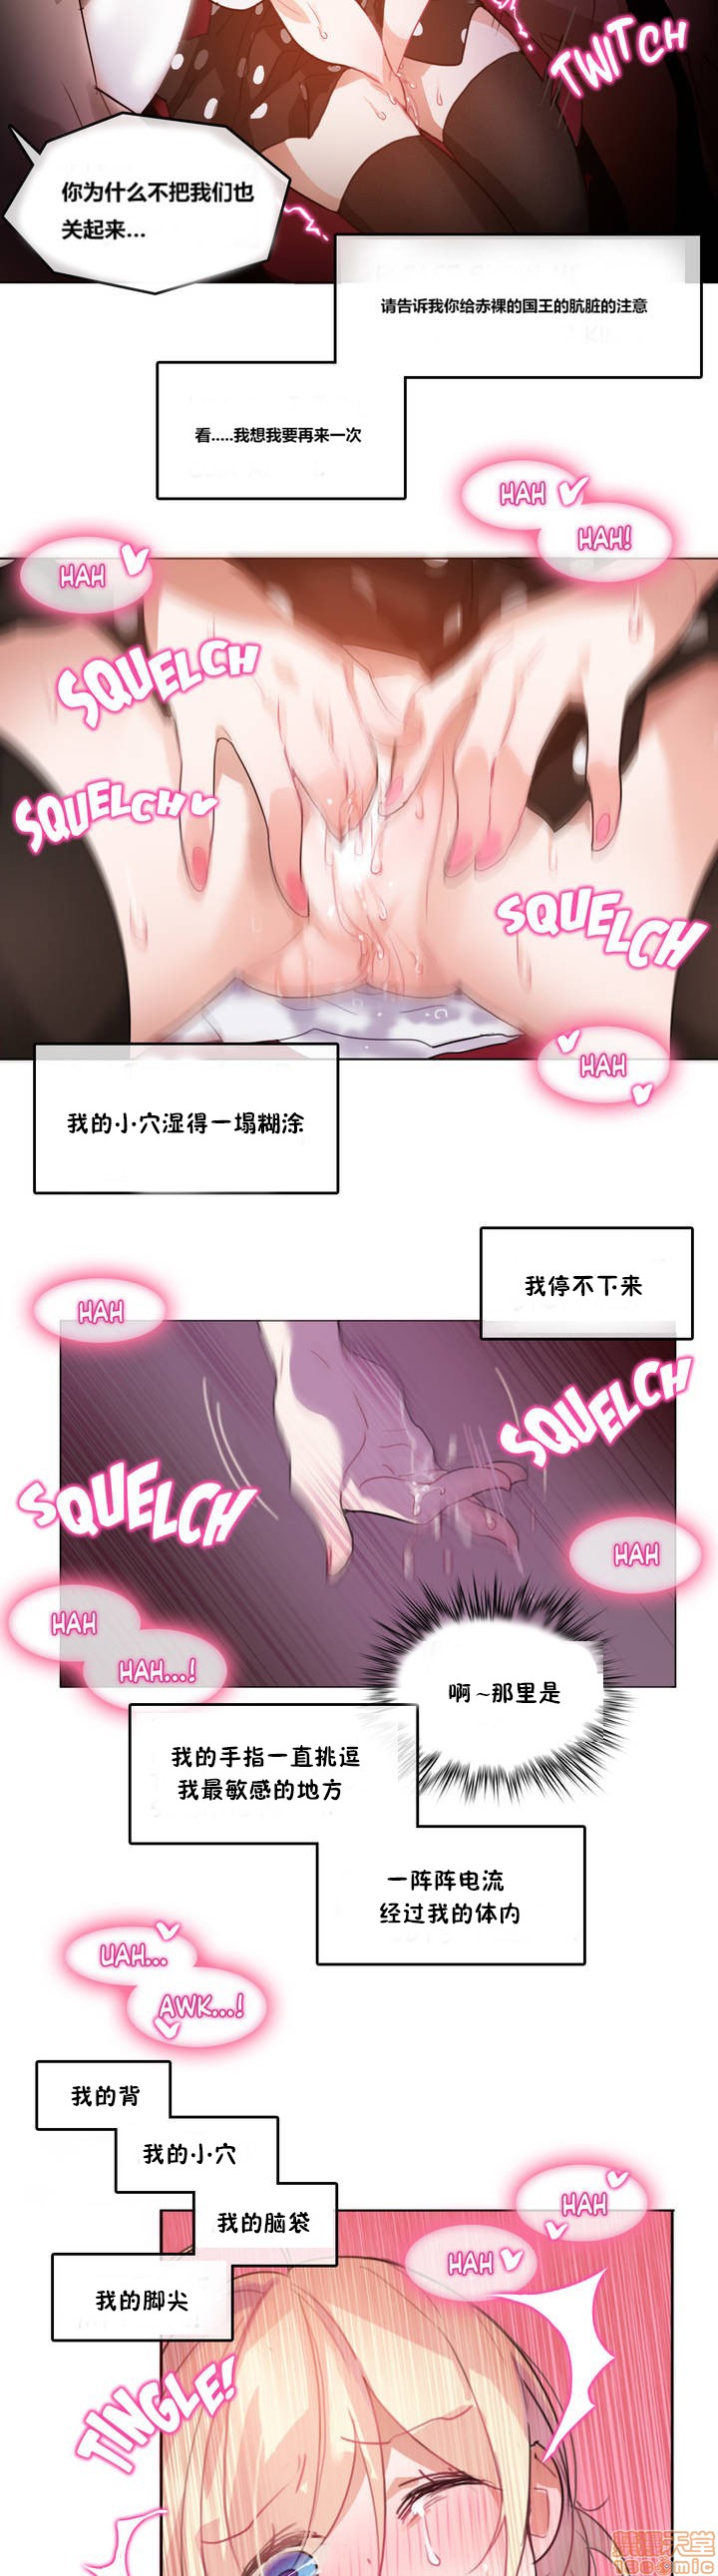 TWITCH
你为什么不把我们也
关起来...
请告诉我你给赤裸的国王的肮脏的注意
看.....我想我要再来一次
HAH
HAH!
HAH
SQUELCH
SQUELCH
SQUELCH
HAH
我的小穴湿得一塌糊涂
我停不下来
HAH
SQUELCH
SQUELCH
HAH
HAH
HAH...!
啊~那里是
我的手指一直挑逗
我最敏感的地方
一阵阵电流
经过我的体内
UAH...
AWK...!
我的背
我的小穴
我的脑袋
我的脚尖
HAH
HAH
TINGLE!